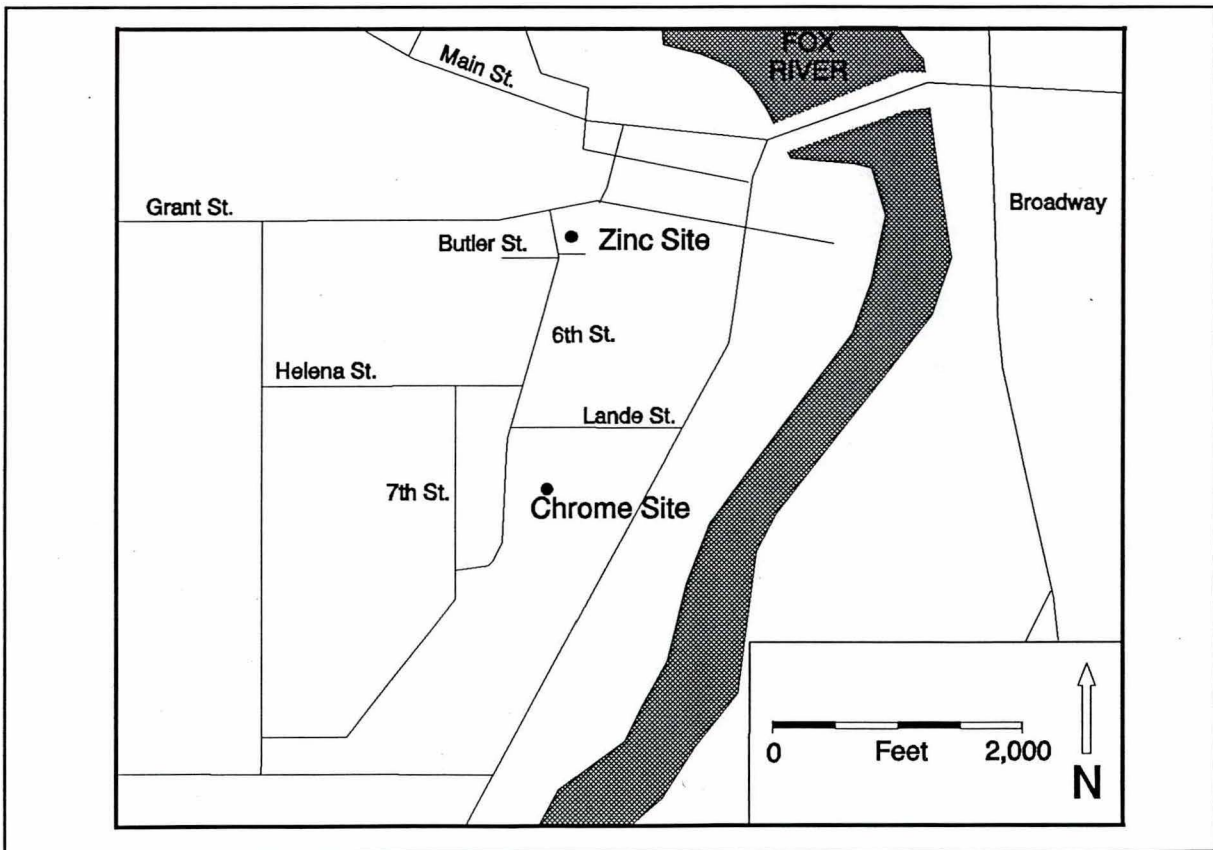 FOX
RIVER
Main St.
Grant St.
Broadway
Butler St.
Zinc Site
6th St.
Helena St.
Lande St.
7th St.
Chrome Site
0 Feet 2,000
N